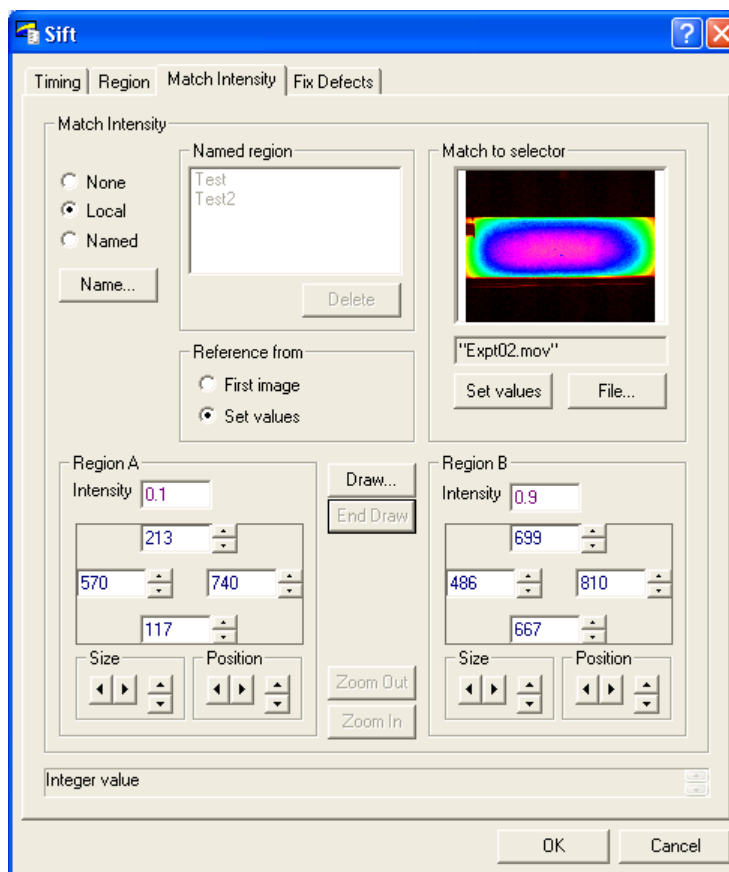 Sift
Timing Region Match Intensity Fix Defects
Match Intensity
None
Local
Named
Name...
Named region
Test
Test2
Delete
Reference from
First image
Set values
Match to selector
"Expt02.mov"
Set values File...
Region A
Intensity 0.1
213
570 740
117
Size Position
Draw...
End Draw
Zoom Out
Zoom In
Region B
Intensity 0.9
699
486 810
667
Size Position
Integer value
OK Cancel